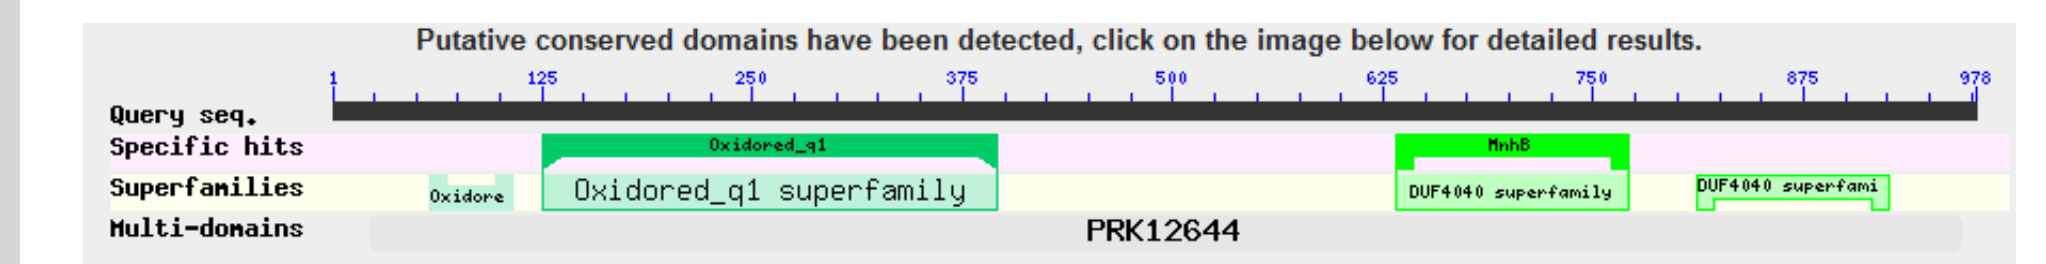 Putative conserved domains have been detected, click on the image below for detailed results.
1 125 250 375 500 625 750 875 978
Query seq.
Specific hits Oxidored_q1 MnhB
Superfamilies Oxidore Oxidored_q1 superfamily DUF4040 superfamily DUF4040 superfami
Multi-domains PRK12644